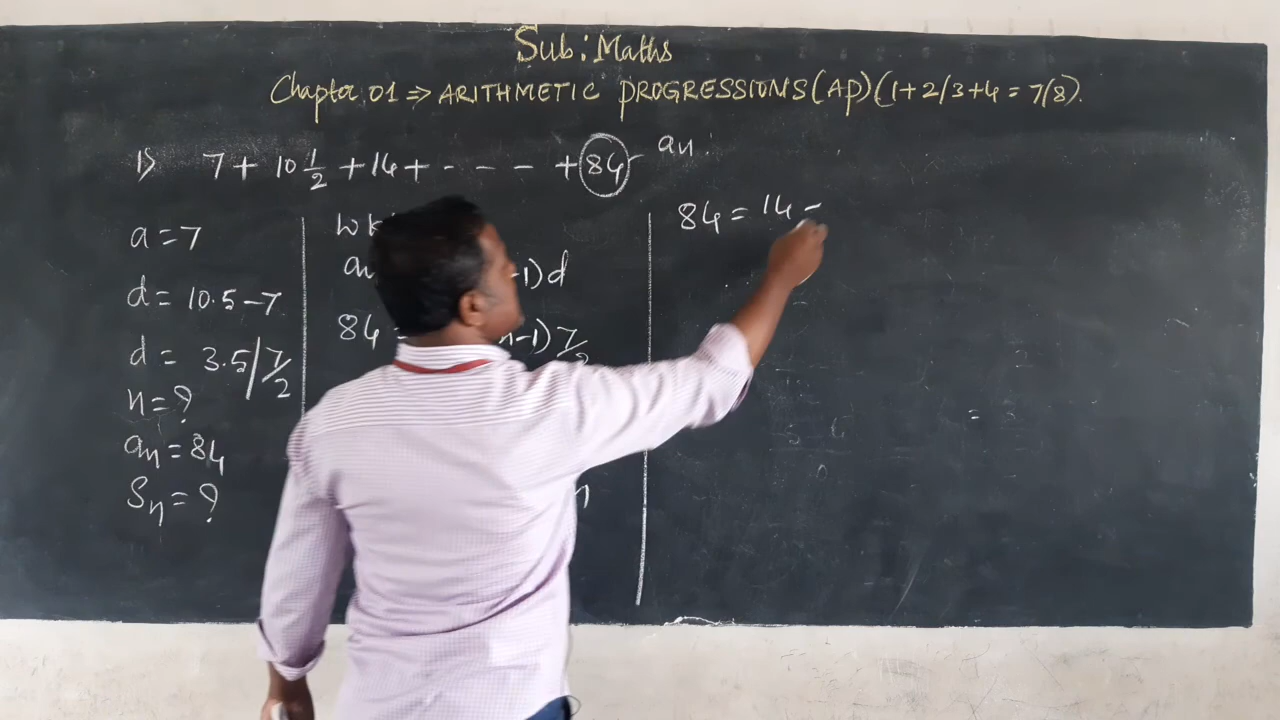 Sub: Maths
Chapter 01 ⇒ ARITHMETIC PROGRESSIONS (AP) (1+2/3+4 = 7/8).
1) 7 + 10 1/2 + 14 + - - - - + 84 an:
a = 7
d = 10.5 - 7
d = 3.5/7/2
n = ?
an = 84
Sn = ?
an -1) d
84 = n-1) 7/2
84 = 14 -